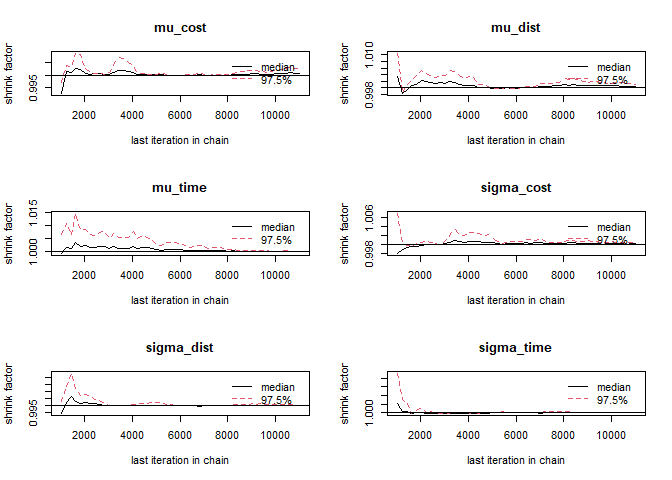 mu_cost
shrink factor
0.995
median
97.5%
2000 4000 6000 8000 10000
last iteration in chain
mu_dist
shrink factor
0.998 1.010
median
97.5%
2000 4000 6000 8000 10000
last iteration in chain
mu_time
shrink factor
1.000 1.015
median
97.5%
2000 4000 6000 8000 10000
last iteration in chain
sigma_cost
shrink factor
0.998 1.006
median
97.5%
2000 4000 6000 8000 10000
last iteration in chain
sigma_dist
shrink factor
0.995
median
97.5%
2000 4000 6000 8000 10000
last iteration in chain
sigma_time
shrink factor
1.000
median
97.5%
2000 4000 6000 8000 10000
last iteration in chain